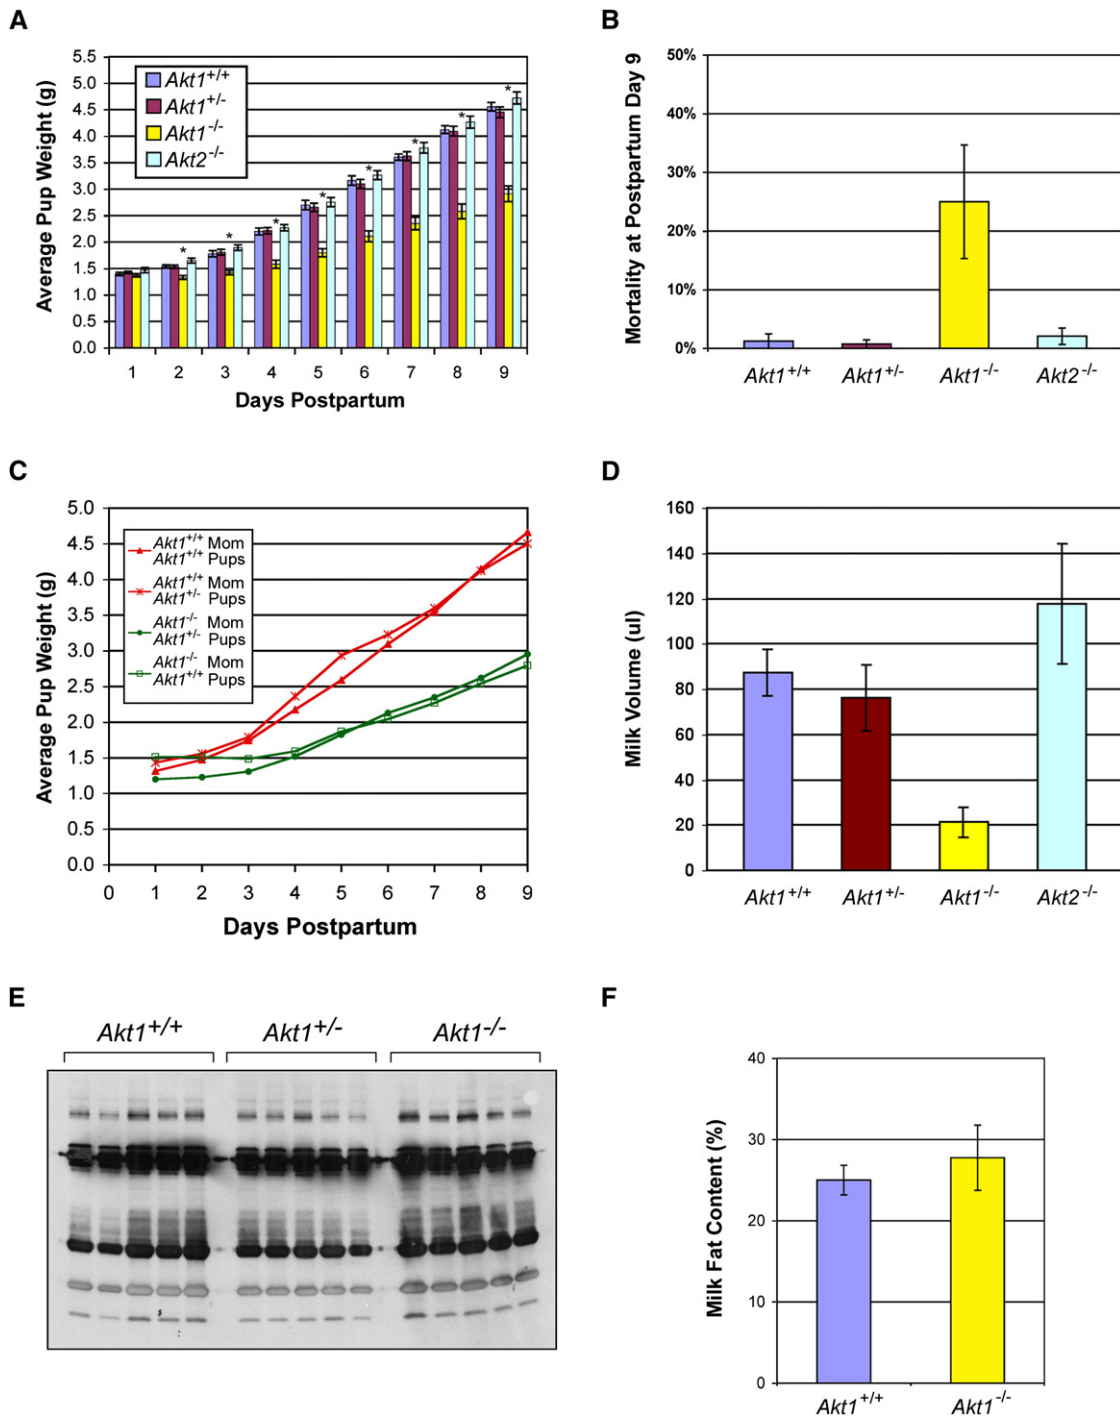 A
Average Pup Weight (g)
5.5
5.0
4.5
4.0
3.5
3.0
2.5
2.0
1.5
1.0
0.5
0.0
Akt1+/+
Akt1+/-
Akt1-/-
Akt2-/-
* * * * * * * *
1 2 3 4 5 6 7 8 9
Days Postpartum
B
Mortality at Postpartum Day 9
50%
40%
30%
20%
10%
0%
Akt1+/+ Akt1+/- Akt1-/- Akt2-/-
C
Average Pup Weight (g)
5.0
4.5
4.0
3.5
3.0
2.5
2.0
1.5
1.0
0.5
0.0
Akt1+/+ Mom
Akt1+/+ Pups
Akt1+/+ Mom
Akt1+/- Pups
Akt1-/- Mom
Akt1+/- Pups
Akt1-/- Mom
Akt1+/+ Pups
0 1 2 3 4 5 6 7 8 9
Days Postpartum
D
Milk Volume (ul)
160
140
120
100
80
60
40
20
0
Akt1+/+ Akt1+/- Akt1-/- Akt2-/-
E
Akt1+/+ Akt1+/- Akt1-/-
F
Milk Fat Content (%)
40
30
20
10
0
Akt1+/+ Akt1-/-